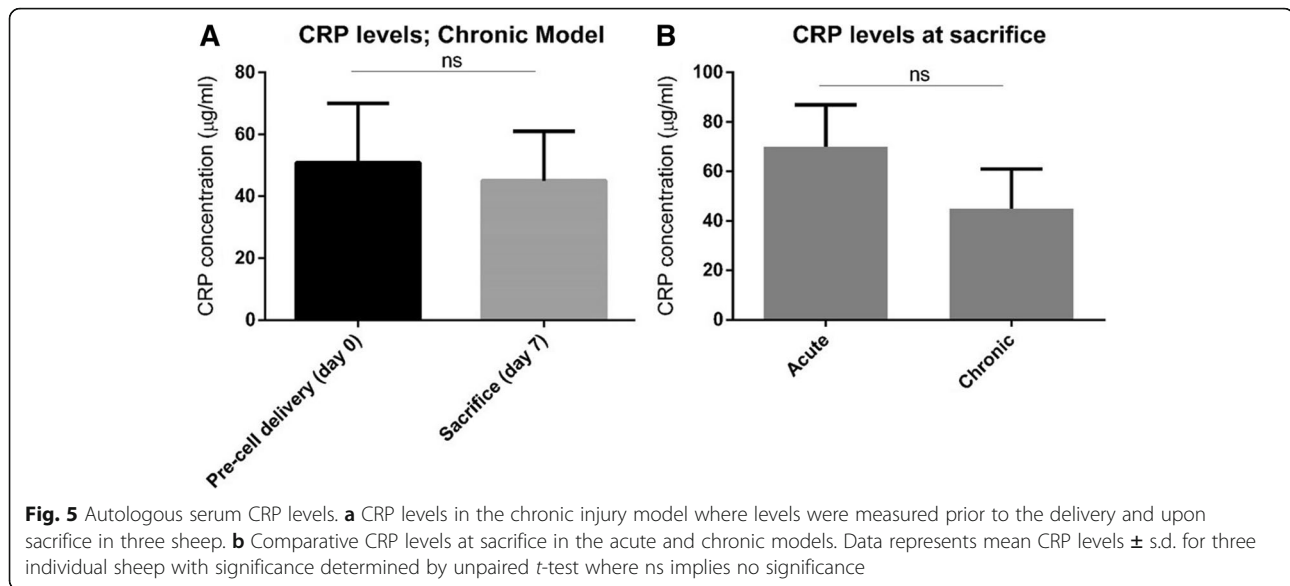 A
CRP levels; Chronic Model
ns
CRP concentration (μg/ml)
80
60
40
20
0
Pre-cell delivery (day 0)
Sacrifice (day 7)
B
CRP levels at sacrifice
ns
CRP concentration (μg/ml)
100
80
60
40
20
0
Acute
Chronic
Fig. 5 Autologous serum CRP levels. a CRP levels in the chronic injury model where levels were measured prior to the delivery and upon
sacrifice in three sheep. b Comparative CRP levels at sacrifice in the acute and chronic models. Data represents mean CRP levels ± s.d. for three
individual sheep with significance determined by unpaired t-test where ns implies no significance